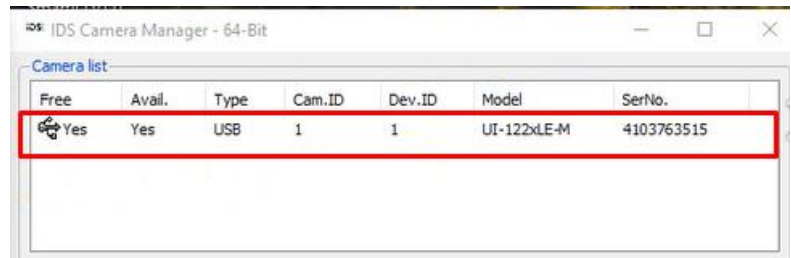 IDS IDS Camera Manager - 64-Bit
Camera list
Free Avail. Type Cam.ID Dev.ID Model SerNo.
Yes Yes USB 1 1 UI-122xLE-M 4103763515